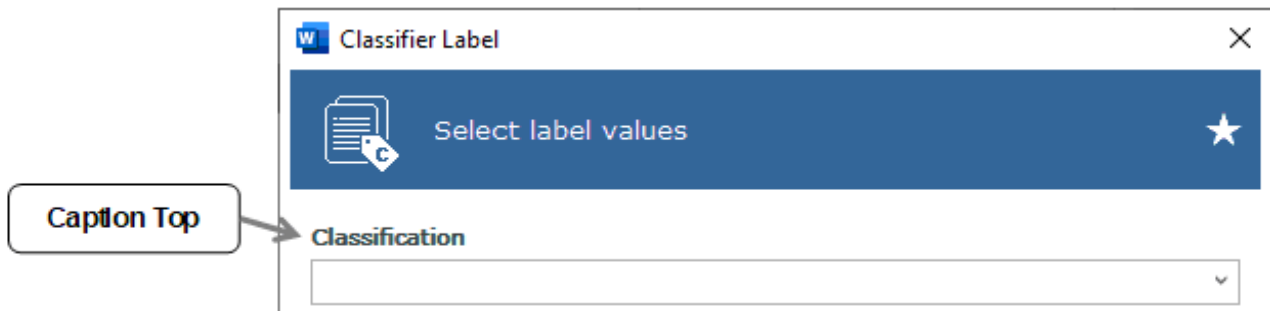 Classifier Label
Select label values
Caption Top
Classification